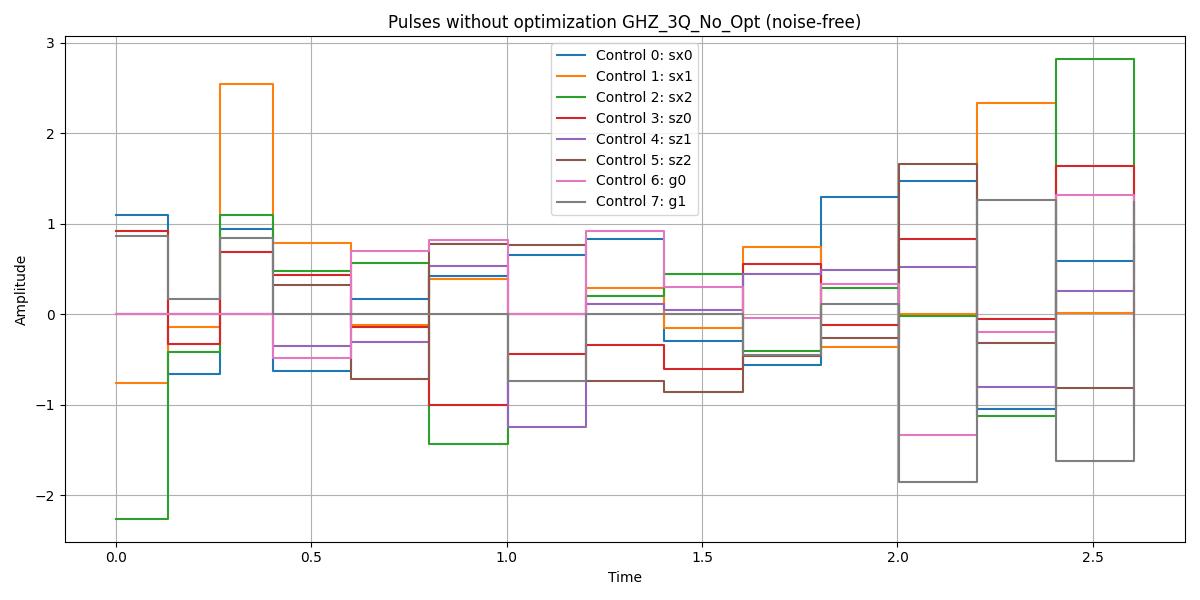 Pulses without optimization GHZ_3Q_No_Opt (noise-free)
3
2
1
0
−1
−2
Amplitude
Control 0: sx0
Control 1: sx1
Control 2: sx2
Control 3: sz0
Control 4: sz1
Control 5: sz2
Control 6: g0
Control 7: g1
0.0 0.5 1.0 1.5 2.0 2.5
Time